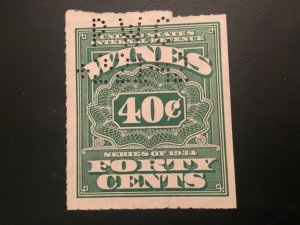 UNITED STATES
INTERNAL REVENUE
WINES
40¢
SERIES OF 1934
FORTY
CENTS